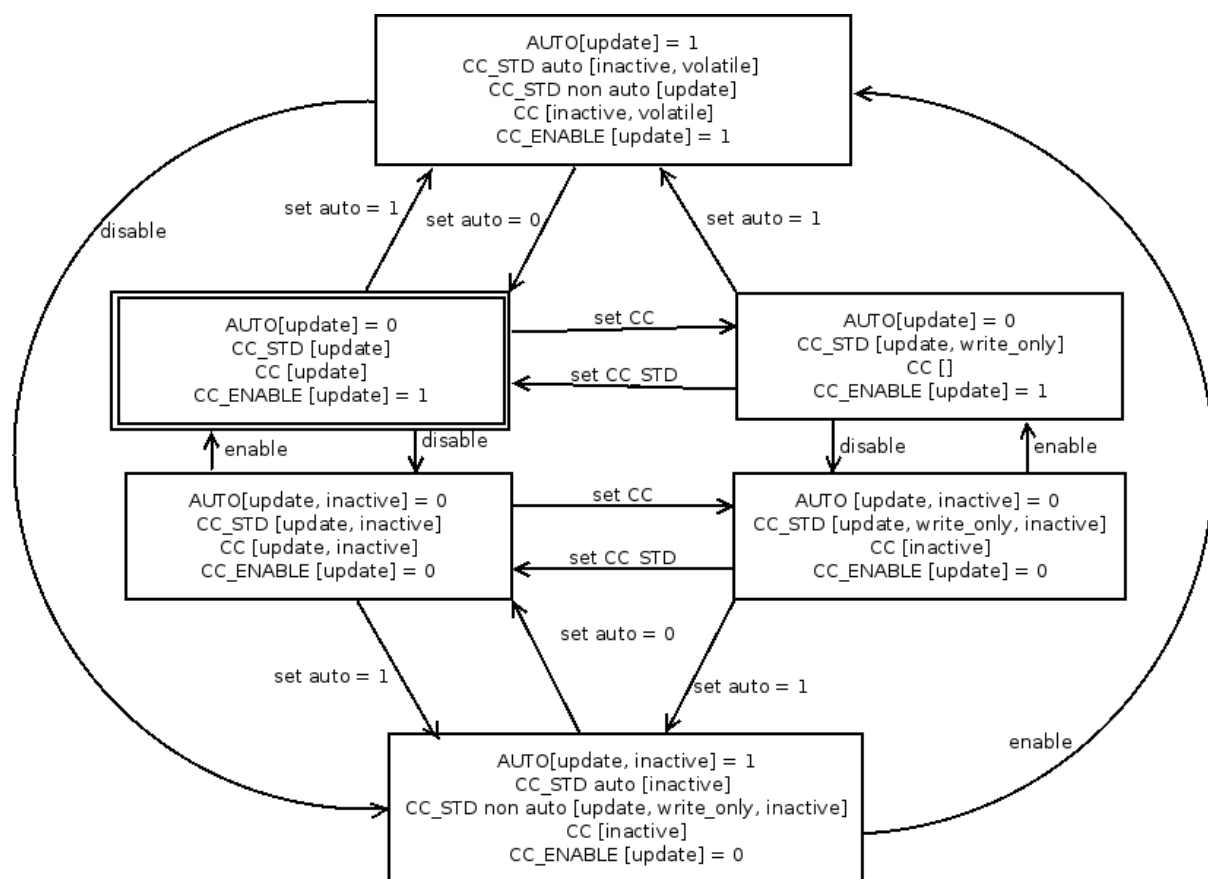 AUTO[update] = 1
CC_STD auto [inactive, volatile]
CC_STD non auto [update]
CC [inactive, volatile]
CC_ENABLE [update] = 1
set auto = 1
set auto = 0
set auto = 1
disable
AUTO[update] = 0
CC_STD [update]
CC [update]
CC_ENABLE [update] = 1
set CC
set CC_STD
AUTO[update] = 0
CC_STD [update, write_only]
CC []
CC_ENABLE [update] = 1
enable
disable
disable
enable
AUTO[update, inactive] = 0
CC_STD [update, inactive]
CC [update, inactive]
CC_ENABLE [update] = 0
set CC
set CC_STD
AUTO [update, inactive] = 0
CC_STD [update, write_only, inactive]
CC [inactive]
CC_ENABLE [update] = 0
set auto = 1
set auto = 0
set auto = 1
enable
AUTO[update, inactive] = 1
CC_STD auto [inactive]
CC_STD non auto [update, write_only, inactive]
CC [inactive]
CC_ENABLE [update] = 0